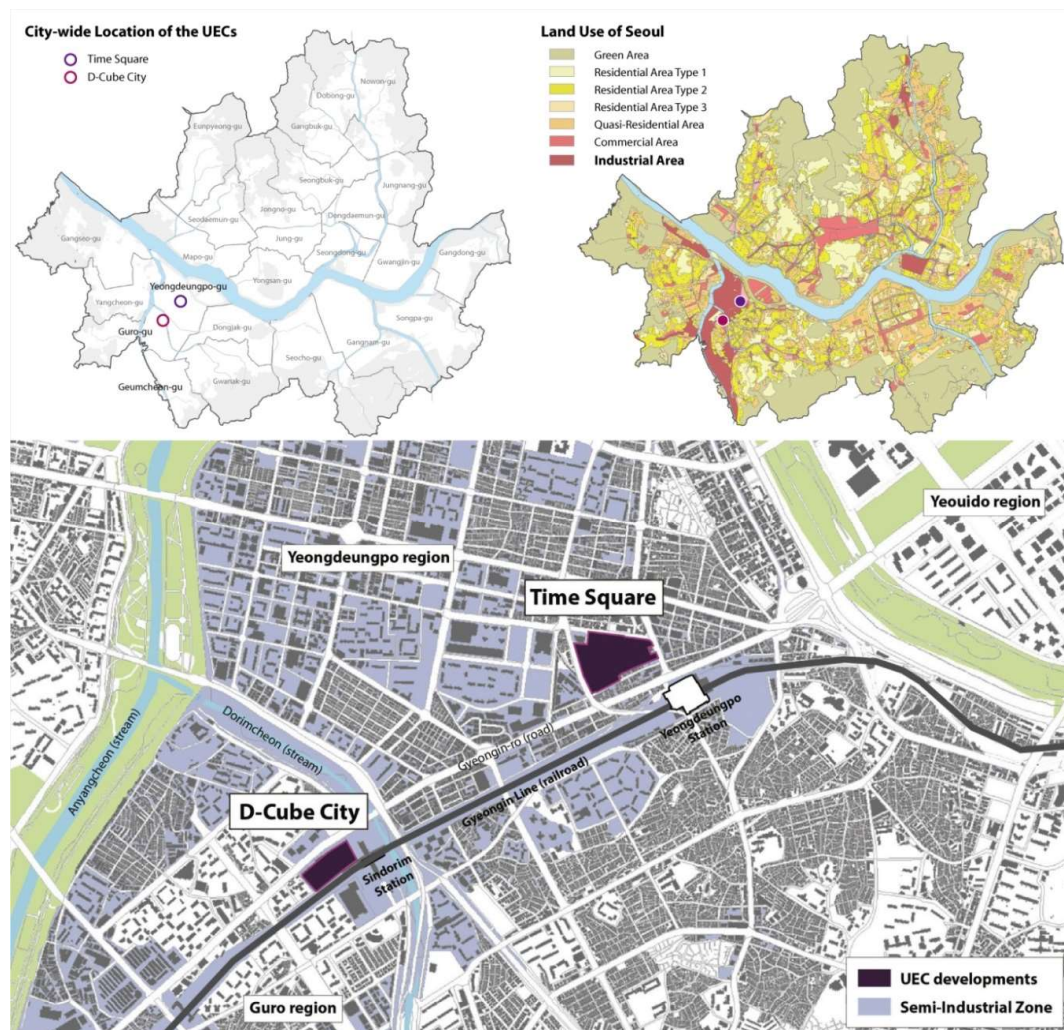 City-wide Location of the UECs
Time Square
D-Cube City
Nowon-gu
Dobong-gu
Gangbuk-gu
Eunpyeong-gu
Seongbuk-gu
Jungnang-gu
Seodaemun-gu
Jongno-gu
Dongdaemun-gu
Gangseo-gu
Mapo-gu
Jung-gu
Seongdong-gu
Gwangjin-gu
Gangdong-gu
Yeongdeungpo-gu
Yongsan-gu
Yangcheon-gu
Songpa-gu
Guro-gu
Dongjak-gu
Gangnam-gu
Seocho-gu
Geumcheon-gu
Gwanak-gu
Land Use of Seoul
Green Area
Residential Area Type 1
Residential Area Type 2
Residential Area Type 3
Quasi-Residential Area
Commercial Area
Industrial Area
Yeouido region
Yeongdeungpo region
Time Square
Yeongdeungpo
Station
Gyeongin-ro (road)
Gyeongin Line (railroad)
Anyangcheon (stream)
Dorimcheon (stream)
D-Cube City
Sindorim
Station
Guro region
UEC developments
Semi-Industrial Zone